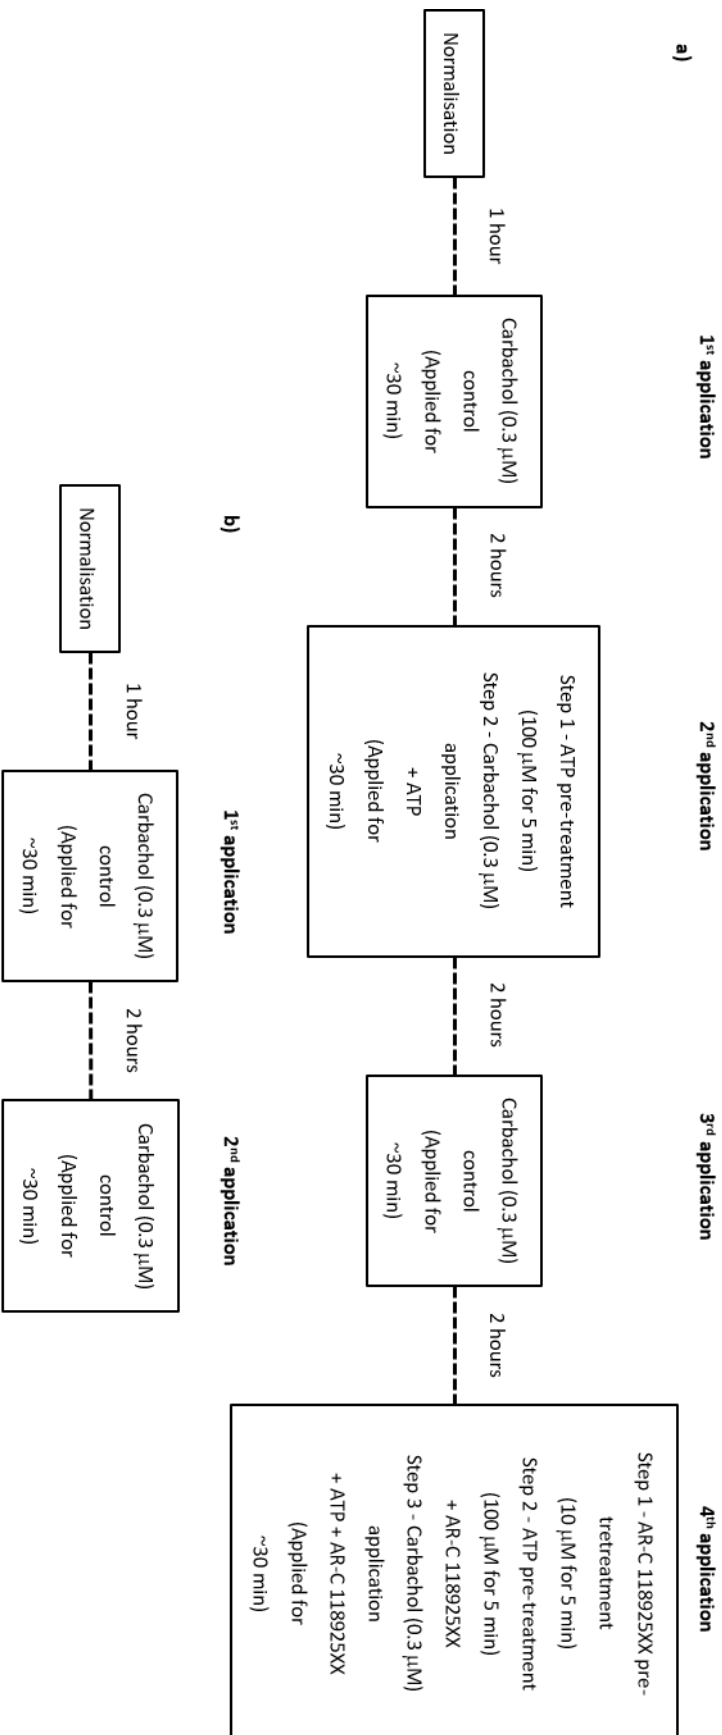 a)
1st application
2nd application
3rd application
4th application
Normalisation
1 hour
Carbachol (0.3 µM)
control
(Applied for
~30 min)
2 hours
Step 1 - ATP pre-treatment
(100 µM for 5 min)
Step 2 - Carbachol (0.3 µM)
application
+ ATP
(Applied for
~30 min)
2 hours
Carbachol (0.3 µM)
control
(Applied for
~30 min)
2 hours
Step 1 - AR-C 118925XX pre-
tretreatment
(10 µM for 5 min)
Step 2 - ATP pre-treatment
(100 µM for 5 min)
+ AR-C 118925XX
Step 3 - Carbachol (0.3 µM)
application
+ ATP + AR-C 118925XX
(Applied for
~30 min)
b)
1st application
2nd application
Normalisation
1 hour
Carbachol (0.3 µM)
control
(Applied for
~30 min)
2 hours
Carbachol (0.3 µM)
control
(Applied for
~30 min)